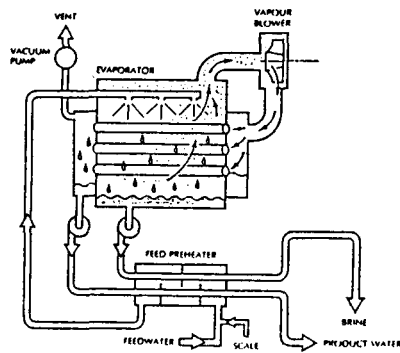 VENT
VAPOUR
BLOWER
VACUUM
PUMP
EVAPORATOR
FEED PREHEATER
BRINE
FEEDWATER
SCALE
PRODUCT WATER